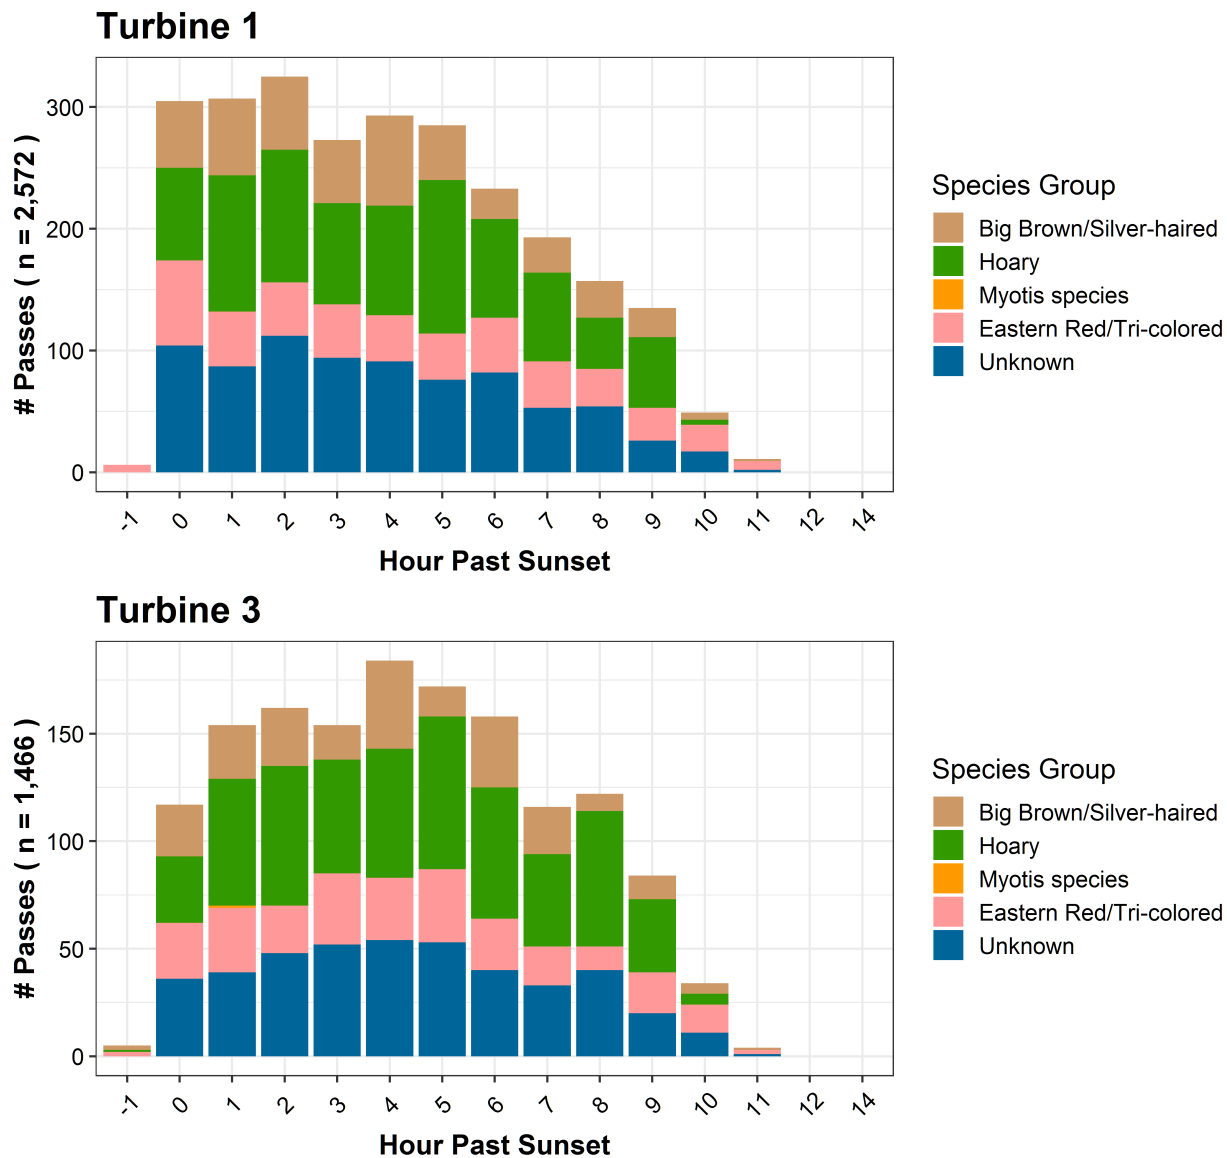 Turbine 1
# Passes ( n = 2,572 )
300
200
100
0
-1 0 1 2 3 4 5 6 7 8 9 10 11 12 14
Hour Past Sunset
Species Group
Big Brown/Silver-haired
Hoary
Myotis species
Eastern Red/Tri-colored
Unknown
Turbine 3
# Passes ( n = 1,466 )
150
100
50
0
-1 0 1 2 3 4 5 6 7 8 9 10 11 12 14
Hour Past Sunset
Species Group
Big Brown/Silver-haired
Hoary
Myotis species
Eastern Red/Tri-colored
Unknown